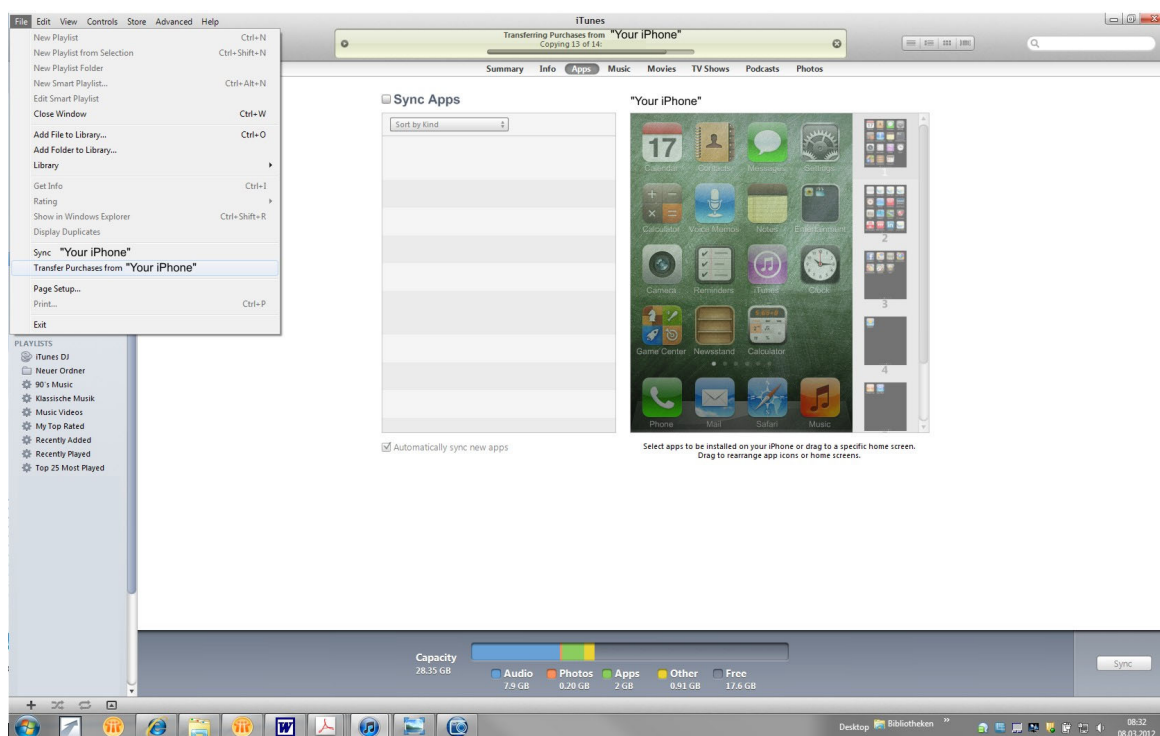 File Edit View Controls Store Advanced Help
iTunes
New Playlist Ctrl+N
New Playlist from Selection Ctrl+Shift+N
New Playlist Folder
New Smart Playlist... Ctrl+Alt+N
Edit Smart Playlist
Close Window Ctrl+W
Add File to Library... Ctrl+O
Add Folder to Library...
Library
Get Info Ctrl+I
Rating
Show in Windows Explorer Ctrl+Shift+R
Display Duplicates
Sync "Your iPhone"
Transfer Purchases from "Your iPhone"
Page Setup...
Print... Ctrl+P
Exit
PLAYLISTS
iTunes DJ
Neuer Ordner
90's Music
Klassische Musik
Music Videos
My Top Rated
Recently Added
Recently Played
Top 25 Most Played
Transferring Purchases from "Your iPhone"
Copying 13 of 14:
Summary Info Apps Music Movies TV Shows Podcasts Photos
Sync Apps
Sort by Kind
Automatically sync new apps
"Your iPhone"
17
Calendar Contacts Messages Settings
Calculator Voice Memos Notes Entertainment
Camera Reminders iTunes Clock
Game Center Newsstand Calculator
Phone Mail Safari Music
1
2
3
4
Select apps to be installed on your iPhone or drag to a specific home screen.
Drag to rearrange app icons or home screens.
Capacity
28.35 GB
Audio Photos Apps Other Free
7.9 GB 0.20 GB 2 GB 0.91 GB 17.6 GB
Sync
Desktop Bibliotheken »
08:32
08.03.2012